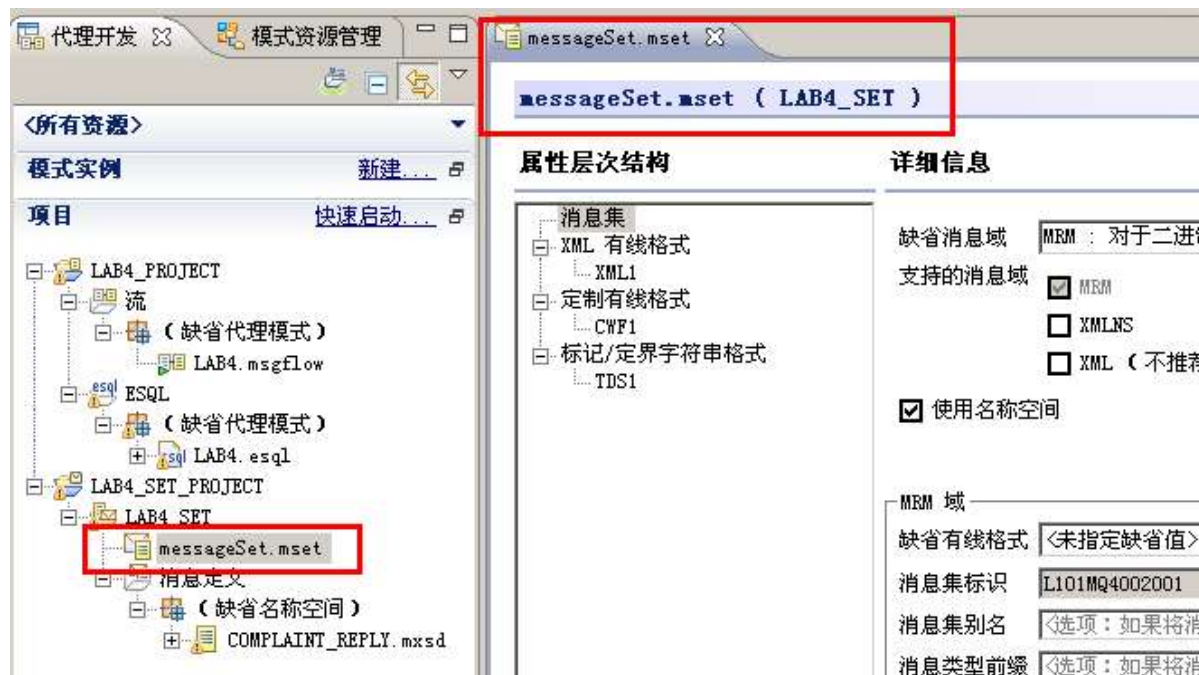 代理开发 模式资源管理
<所有资源>
模式实例 新建...
项目 快速启动...
LAB4_PROJECT
流
(缺省代理模式)
LAB4.msgflow
esql ESQL
(缺省代理模式)
esql LAB4.esql
LAB4_SET_PROJECT
LAB4_SET
messageSet.mset
消息定义
(缺省名称空间)
COMPLAINT_REPLY.mxsd
messageSet.mset
messageSet.mset ( LAB4_SET )
属性层次结构
消息集
XML 有线格式
XML1
定制有线格式
CWF1
标记/定界字符串格式
TDS1
详细信息
缺省消息域 MRM : 对于二进
支持的消息域 MRM
XMLNS
XML (不推荐
使用名称空间
MRM 域
缺省有线格式 <未指定缺省值>
消息集标识 L101MQ4002001
消息集别名 <选项:如果将消
消息类型前缀 <选项:如果将消